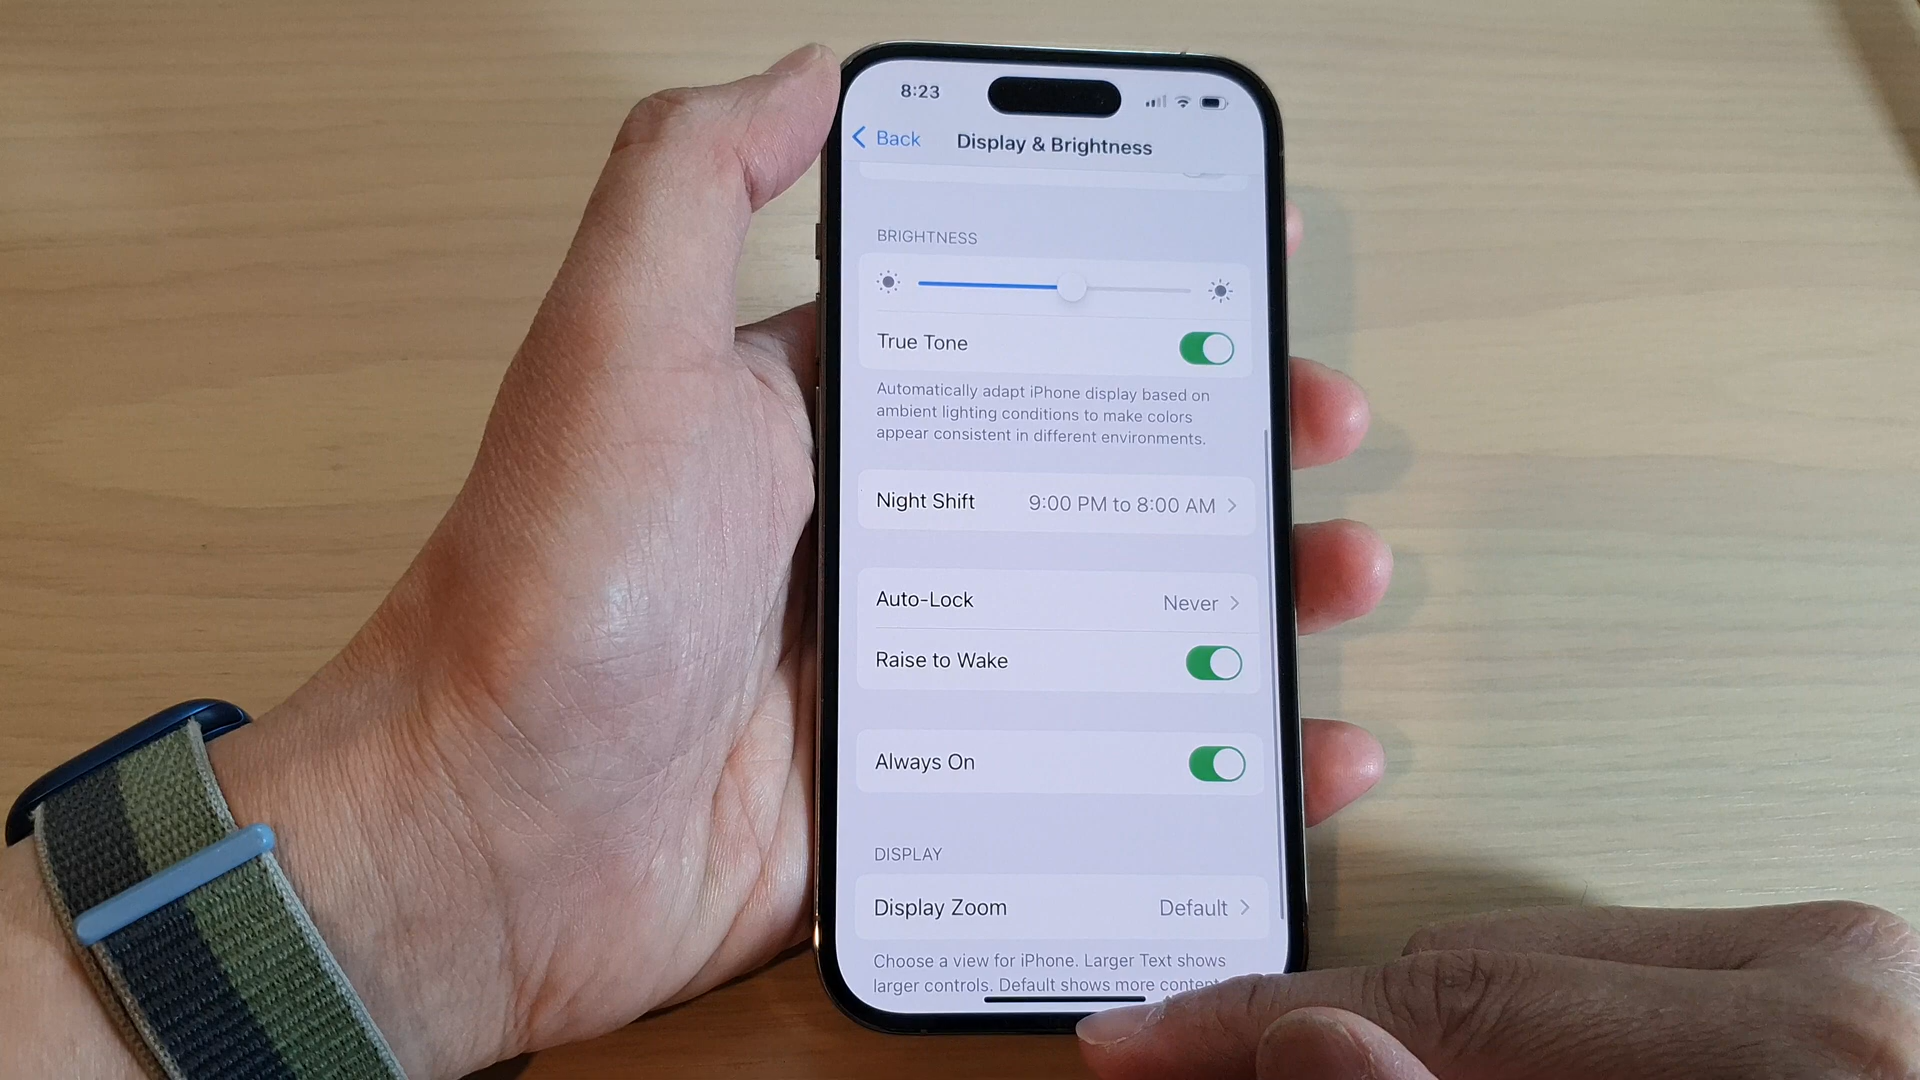 8:23
Back
Display & Brightness
BRIGHTNESS
True Tone
Automatically adapt iPhone display based on
ambient lighting conditions to make colors
appear consistent in different environments.
Night Shift 9:00 PM to 8:00 AM
Auto-Lock Never
Raise to Wake
Always On
DISPLAY
Display Zoom Default
Choose a view for iPhone. Larger Text shows
larger controls. Default shows more content.